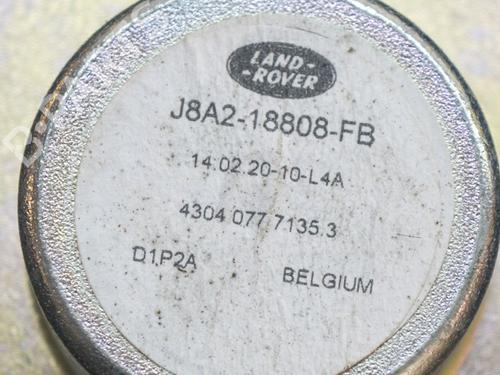 LAND-
-ROVER
J8A2-18808-FB
14.02.20-10-L4A
4304 077 7135.3
D1P2A BELGIUM